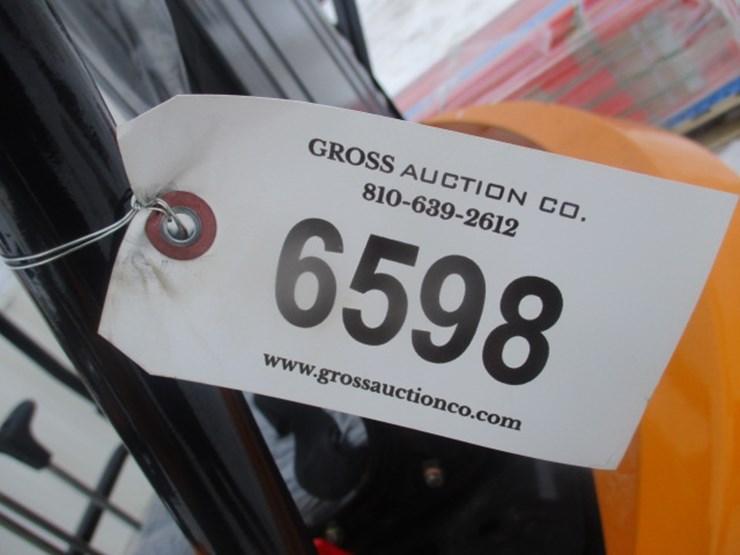 GROSS AUCTION CO.
810-639-2612
6598
www.grossauctionco.com